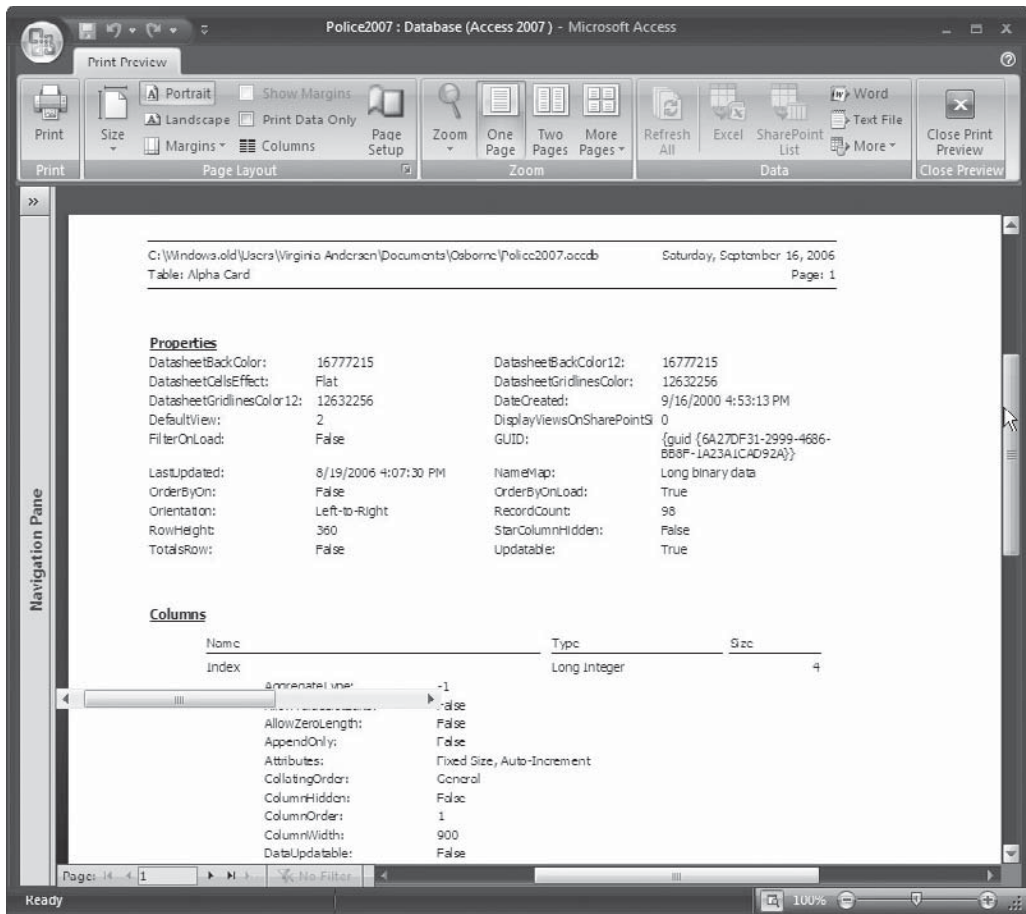 Police2007 : Database (Access 2007) - Microsoft Access
Print Preview
Print
Size
Portrait
Landscape
Margins
Show Margins
Print Data Only
Columns
Page Setup
Zoom
One Page
Two Pages
More Pages
Refresh All
Excel
SharePoint List
Word
Text File
More
Close Print Preview
Print
Page Layout
Zoom
Data
Close Preview
Navigation Pane
C:\Windows.old\Users\Virginia Andersen\Documents\Osborne\Police2007.accdb Saturday, September 16, 2006
Table: Alpha Card Page: 1
Properties
DatasheetBackColor: 16777215 DatasheetBackColor12: 16777215
DatasheetCellsEffect: Flat DatasheetGridlinesColor: 12632256
DatasheetGridlinesColor12: 12632256 DateCreated: 9/16/2000 4:53:13 PM
DefaultView: 2 DisplayViewsOnSharePointSi 0
FilterOnLoad: False GUID: {guid {6A27DF31-2999-4686-
BB8F-1A23A1CAD92A}}
LastUpdated: 8/19/2006 4:07:30 PM NameMap: Long binary data
OrderByOn: False OrderByOnLoad: True
Orientation: Left-to-Right RecordCount: 98
RowHeight: 360 StarColumnHidden: False
TotalsRow: False Updatable: True
Columns
Name Type Size
Index Long Integer 4
AggregateType: -1
False
AllowZeroLength: False
AppendOnly: False
Attributes: Fixed Size, Auto-Increment
CollatingOrder: General
ColumnHidden: False
ColumnOrder: 1
ColumnWidth: 900
DataUpdatable: False
Page: 1 No Filter
Ready 100%